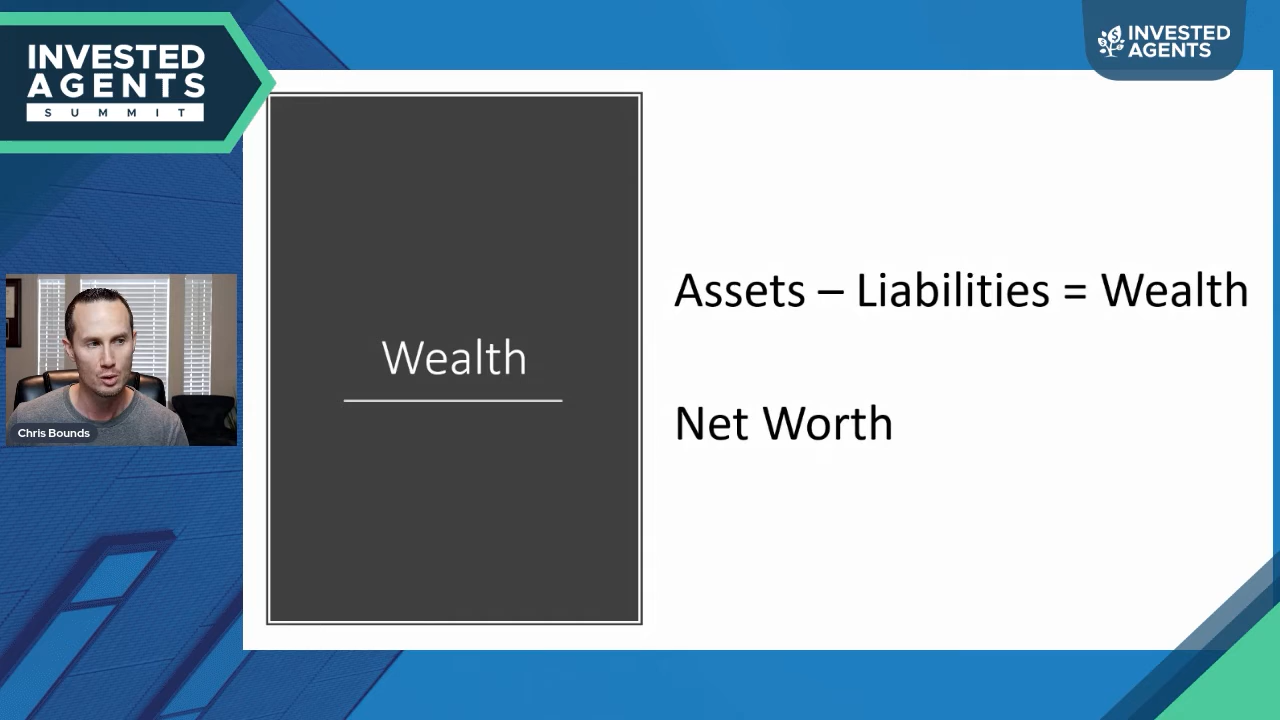 INVESTED
AGENTS
SUMMIT
INVESTED
AGENTS
Wealth
Assets – Liabilities = Wealth
Net Worth
Chris Bounds